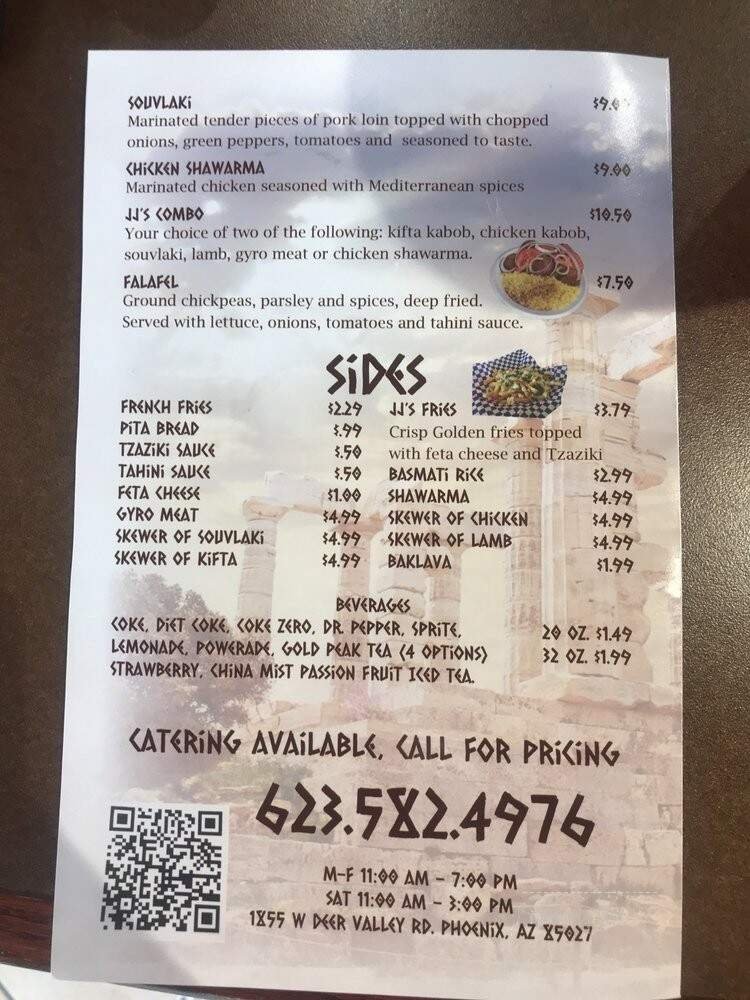 SOUVLAKI
Marinated tender pieces of pork loin topped with chopped
onions, green peppers, tomatoes and seasoned to taste.
CHICKEN SHAWARMA $9.00
Marinated chicken seasoned with Mediterranean spices
JJ'S COMBO $10.50
Your choice of two of the following: kifta kabob, chicken kabob,
souvlaki, lamb, gyro meat or chicken shawarma.
FALAFEL $7.50
Ground chickpeas, parsley and spices, deep fried.
Served with lettuce, onions, tomatoes and tahini sauce.
SIDES
FRENCH FRIES $2.29
PITA BREAD $.99
TZAZIKI SAUCE $.50
TAHINI SAUCE $.50
FETA CHEESE $1.00
GYRO MEAT $4.99
SKEWER OF SOUVLAKI $4.99
SKEWER OF KIFTA $4.99
JJ'S FRIES $3.79
Crisp Golden fries topped
with feta cheese and Tzaziki
BASMATI RICE $2.99
SHAWARMA $4.99
SKEWER OF CHICKEN $4.99
SKEWER OF LAMB $4.99
BAKLAVA $1.99
BEVERAGES
COKE, DIET COKE, COKE ZERO, DR. PEPPER, SPRITE, 20 OZ. $1.49
LEMONADE, POWERADE, GOLD PEAK TEA (4 OPTIONS) 32 OZ. $1.99
STRAWBERRY, CHINA MIST PASSION FRUIT ICED TEA.
CATERING AVAILABLE, CALL FOR PRICING
623.582.4976
M-F 11:00 AM - 7:00 PM
SAT 11:00 AM - 3:00 PM
1855 W DEER VALLEY RD. PHOENIX, AZ 85027